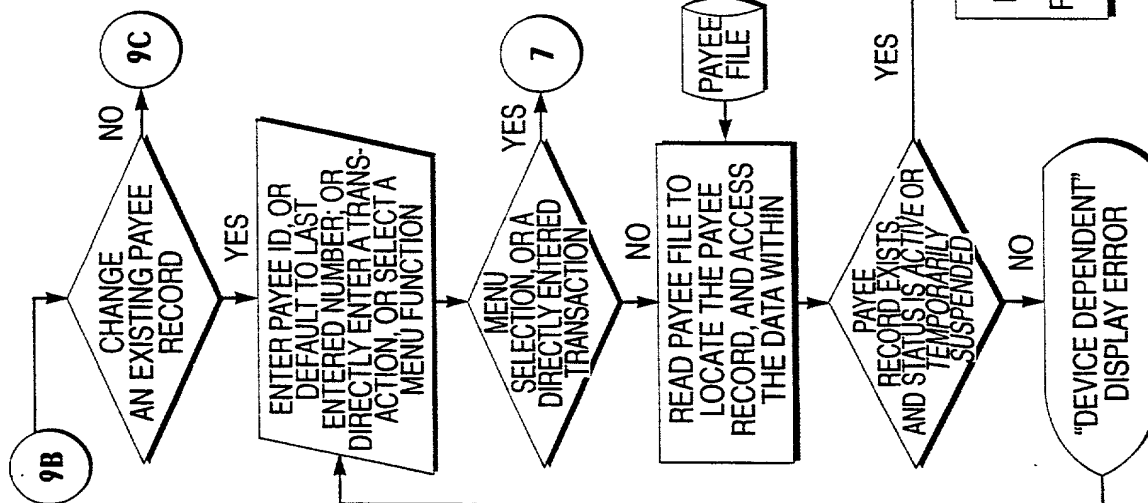 9B
CHANGE
AN EXISTING PAYEE
RECORD
NO
9C
YES
ENTER PAYEE ID, OR
DEFAULT TO LAST
ENTERED NUMBER; OR
DIRECTLY ENTER A TRANS-
ACTION, OR SELECT A
MENU FUNCTION
MENU
SELECTION, OR A
DIRECTLY ENTERED
TRANSACTION
YES
7
NO
READ PAYEE FILE TO
LOCATE THE PAYEE
RECORD, AND ACCESS
THE DATA WITHIN
PAYEE
FILE
PAYEE
RECORD EXISTS,
AND STATUS IS ACTIVE OR
TEMPORARILY
SUSPENDED
YES
NO
"DEVICE DEPENDENT"
DISPLAY ERROR